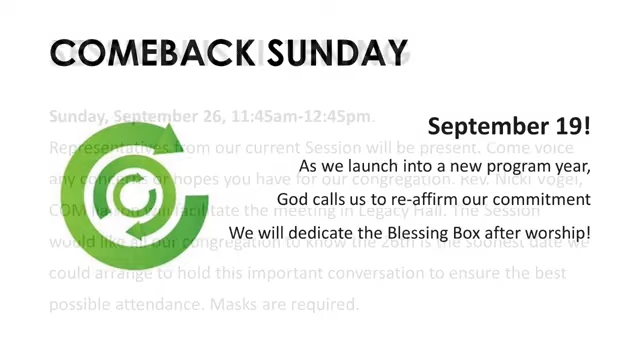 COMEBACK SUNDAY
September 19!
As we launch into a new program year,
God calls us to re-affirm our commitment
We will dedicate the Blessing Box after worship!
Sunday, September 26, 11:45am-12:45pm.
Representatives from our current Session will be present. Come voice
any concerns or hopes you have for our congregation. Rev. Nicki Vogel,
COM will facilitate the meeting in Legacy Hall. The Session
would like all our congregation to know the 26th is the soonest date we
could arrange to hold this important conversation to ensure the best
possible attendance. Masks are required.